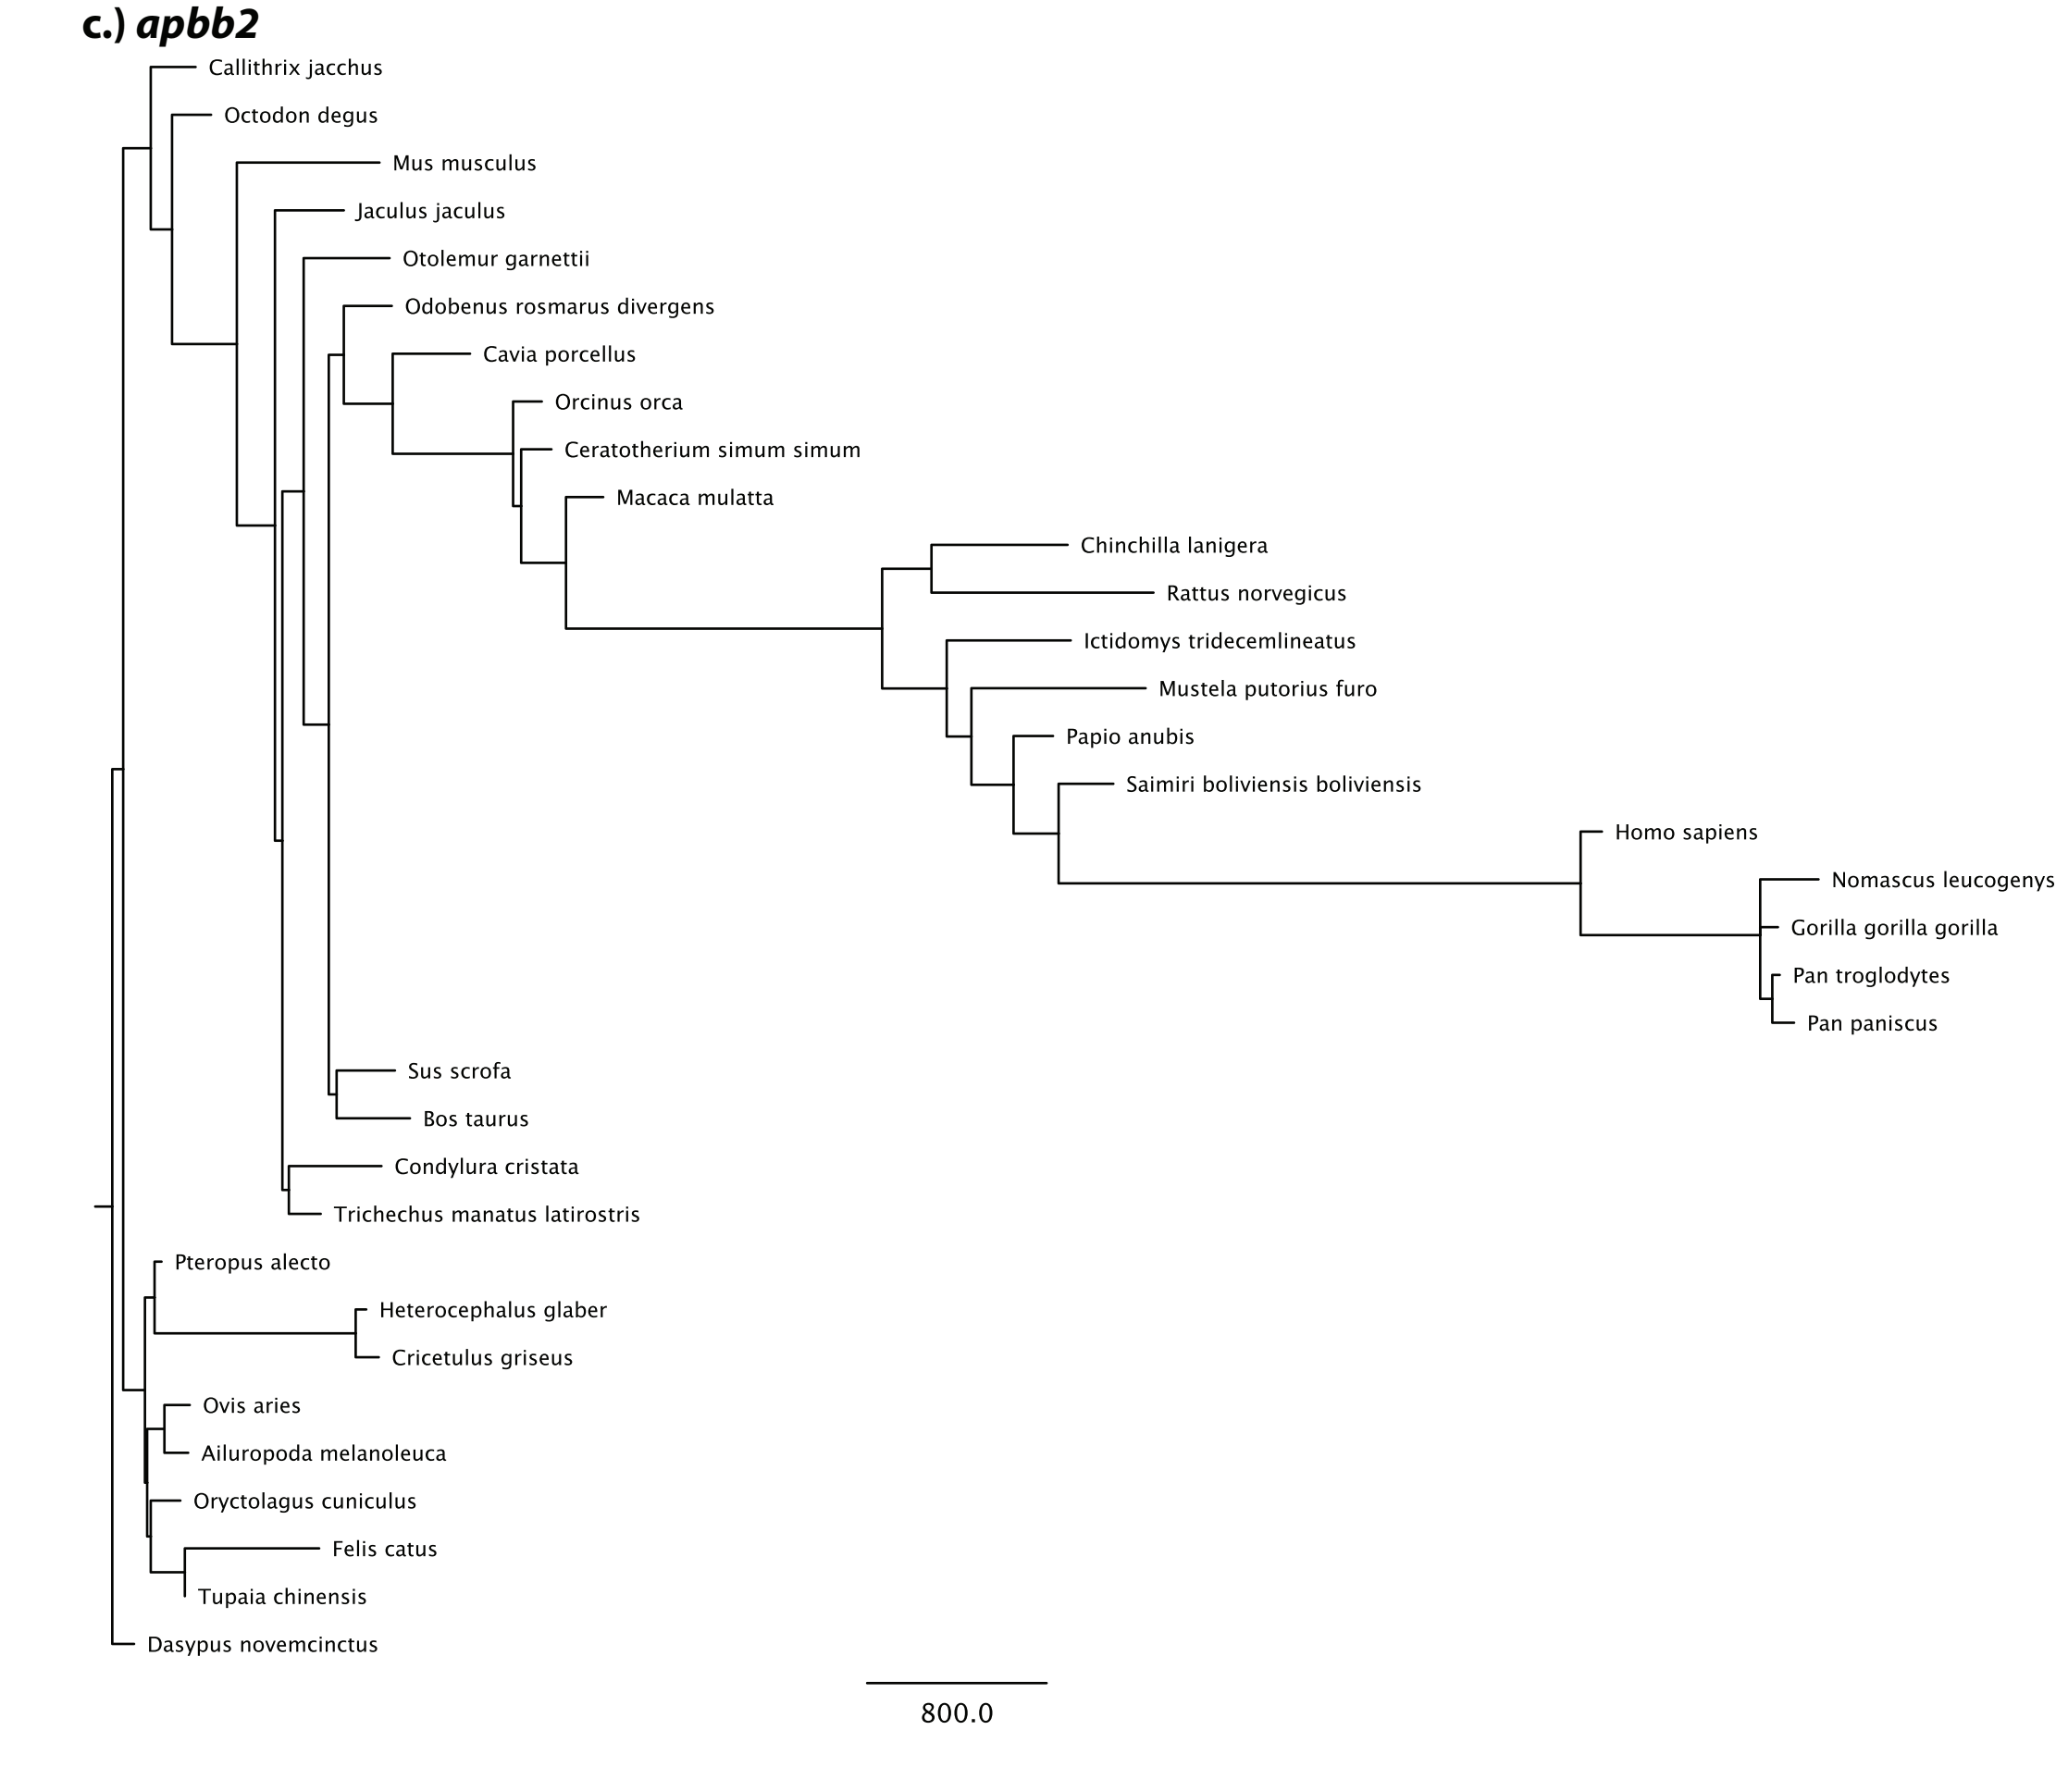 c.) apbb2
Callithrix jacchus
Octodon degus
Mus musculus
Jaculus jaculus
Otolemur garnettii
Odobenus rosmarus divergens
Cavia porcellus
Orcinus orca
Ceratotherium simum simum
Macaca mulatta
Chinchilla lanigera
Rattus norvegicus
Ictidomys tridecemlineatus
Mustela putorius furo
Papio anubis
Saimiri boliviensis boliviensis
Homo sapiens
Nomascus leucogenys
Gorilla gorilla gorilla
Pan troglodytes
Pan paniscus
Sus scrofa
Bos taurus
Condylura cristata
Trichechus manatus latirostris
Pteropus alecto
Heterocephalus glaber
Cricetulus griseus
Ovis aries
Ailuropoda melanoleuca
Oryctolagus cuniculus
Felis catus
Tupaia chinensis
Dasypus novemcinctus
800.0